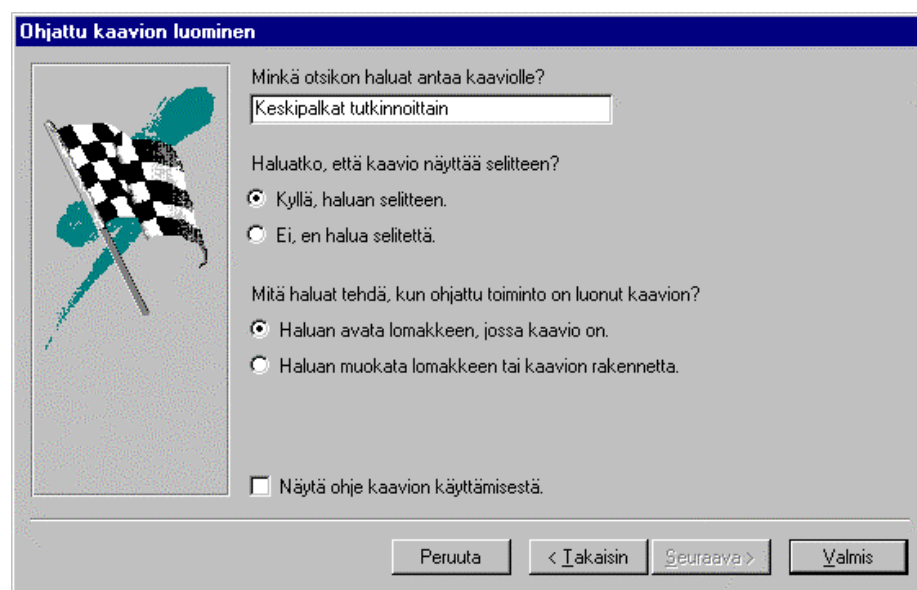 Ohjattu kaavion luominen
Minkä otsikon haluat antaa kaaviolle?
Keskipalkat tutkinnoittain
Haluatko, että kaavio näyttää selitteen?
Kyllä, haluan selitteen.
Ei, en halua selitettä.
Mitä haluat tehdä, kun ohjattu toiminto on luonut kaavion?
Haluan avata lomakkeen, jossa kaavio on.
Haluan muokata lomakkeen tai kaavion rakennetta.
Näytä ohje kaavion käyttämisestä.
Peruuta < Takaisin Seuraava > Valmis